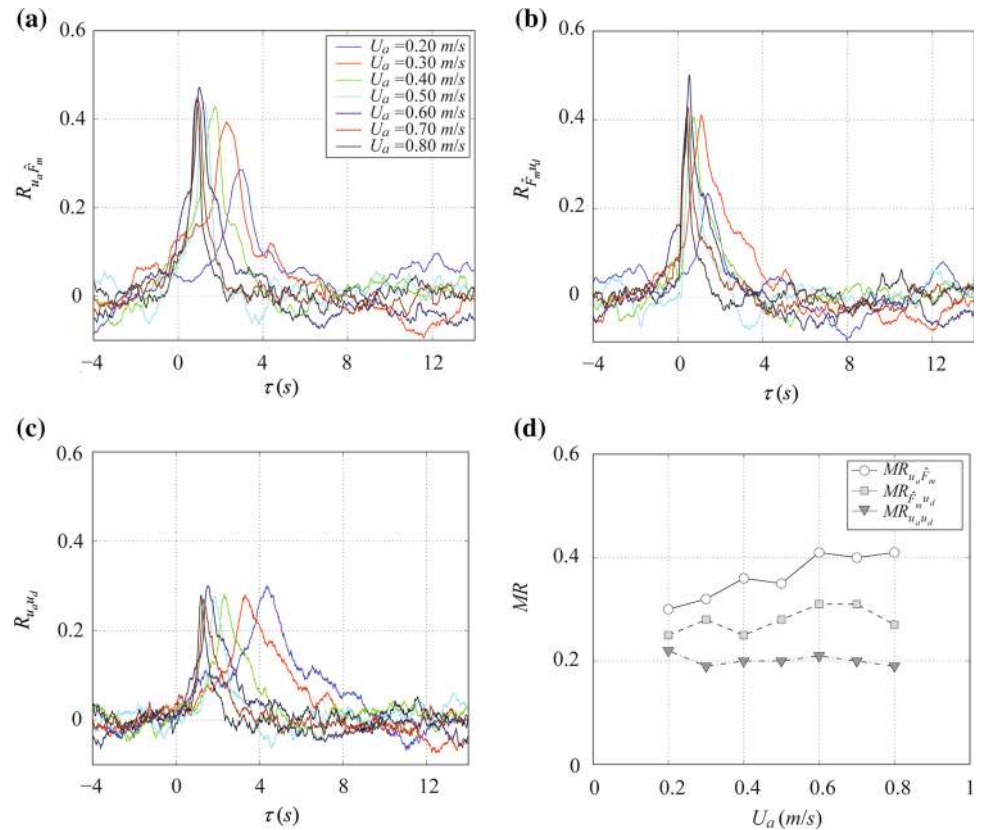 (a)
0.6
0.4
0.2
0
−4
0
4
8
12
R_{u_a F̂_m}
τ(s)
U_a =0.20 m/s
U_a =0.30 m/s
U_a =0.40 m/s
U_a =0.50 m/s
U_a =0.60 m/s
U_a =0.70 m/s
U_a =0.80 m/s
(b)
0.6
0.4
0.2
0
−4
0
4
8
12
R_{F̂_m u_d}
τ(s)
(c)
0.6
0.4
0.2
0
−4
0
4
8
12
R_{u_a u_d}
τ(s)
(d)
0.6
0.4
0.2
0
0
0.2
0.4
0.6
0.8
1
MR
U_a (m/s)
MR_{u_a F̂_m}
MR_{F̂_m u_d}
MR_{u_a u_d}